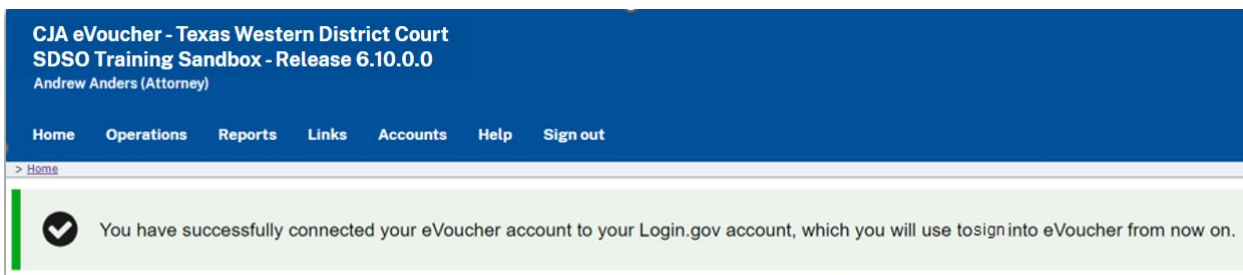 CJA eVoucher - Texas Western District Court
SDSO Training Sandbox - Release 6.10.0.0
Andrew Anders (Attorney)
Home Operations Reports Links Accounts Help Sign out
> Home
You have successfully connected your eVoucher account to your Login.gov account, which you will use tosign into eVoucher from now on.